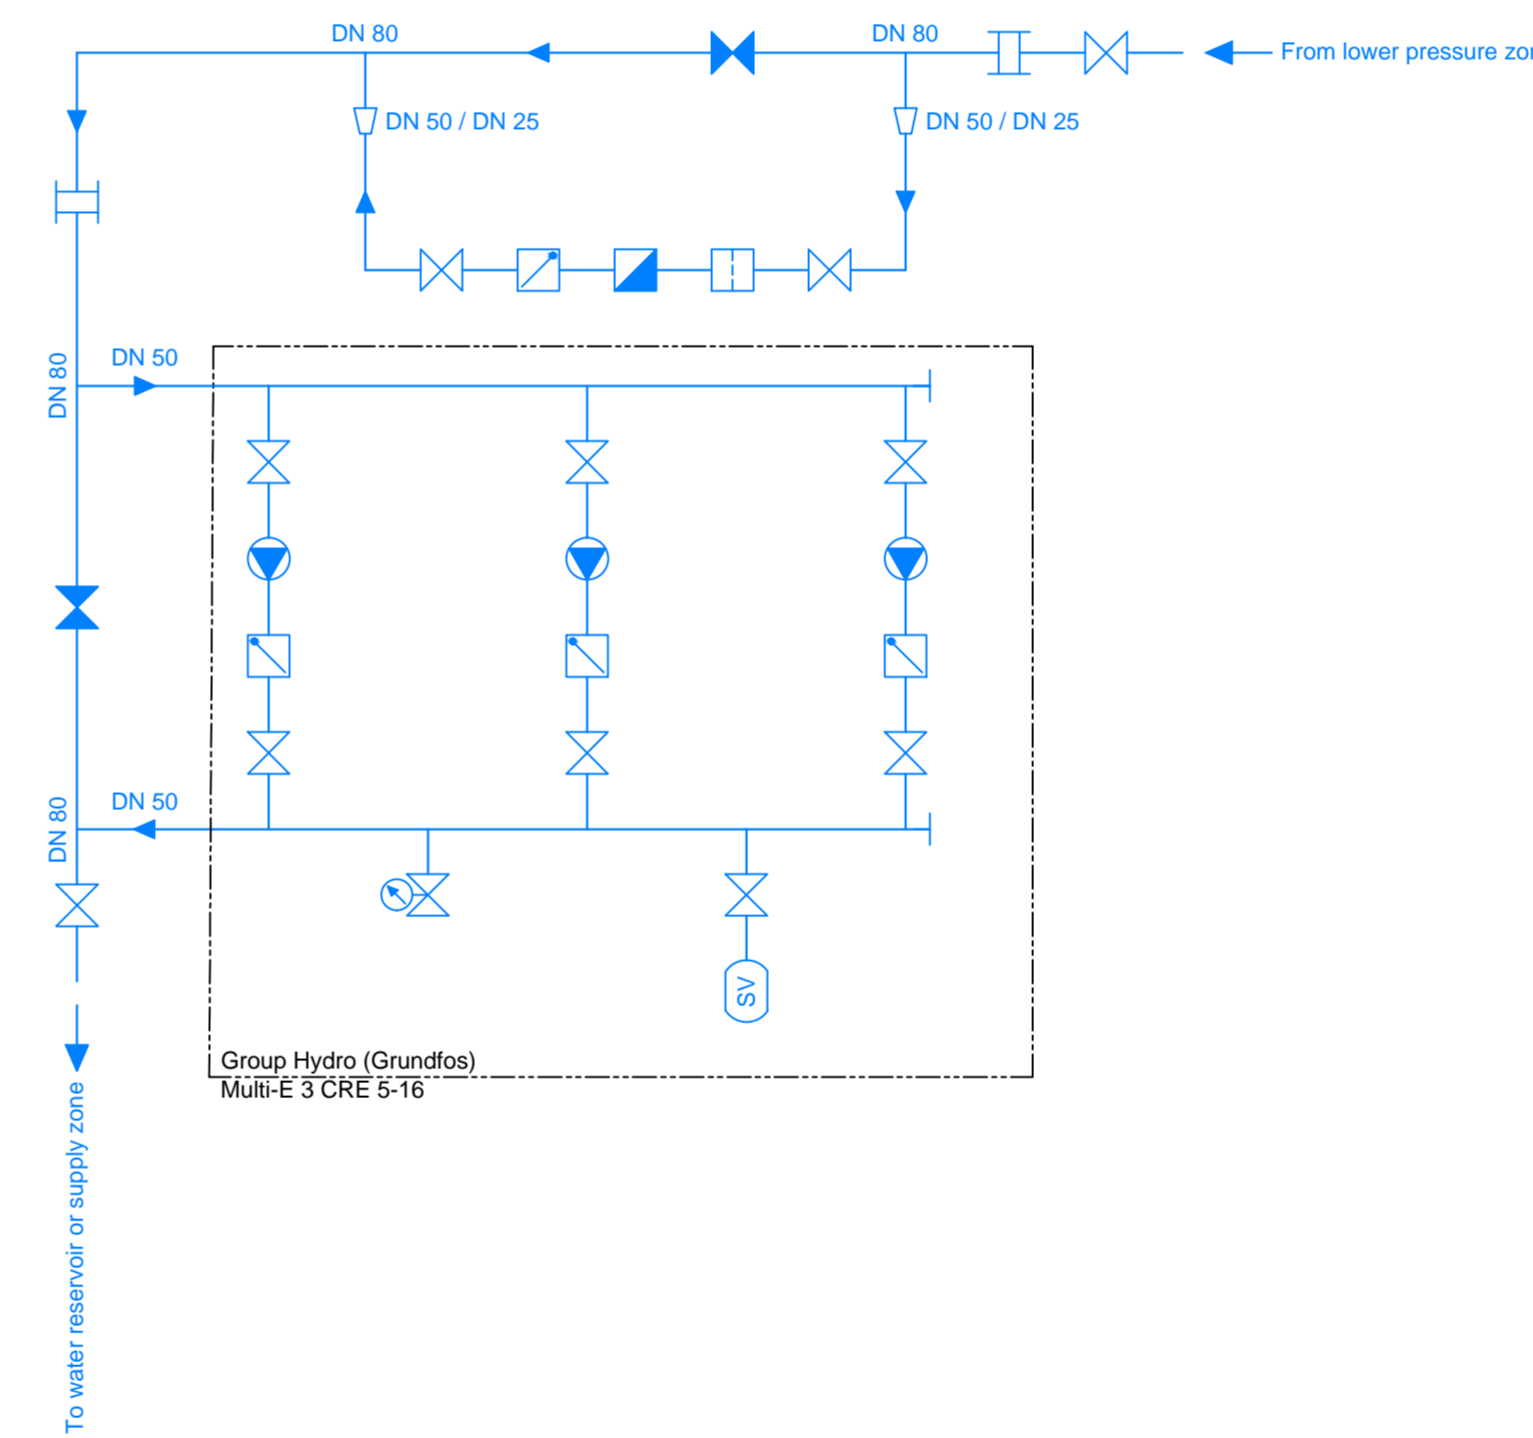 DN 80
DN 80
From lower pressure
DN 50 / DN 25
DN 50 / DN 25
DN 50
DN 80
DN 50
DN 80
SV
Group Hydro (Grundfos)
Multi-E 3 CRE 5-16
To water reservoir or supply zone